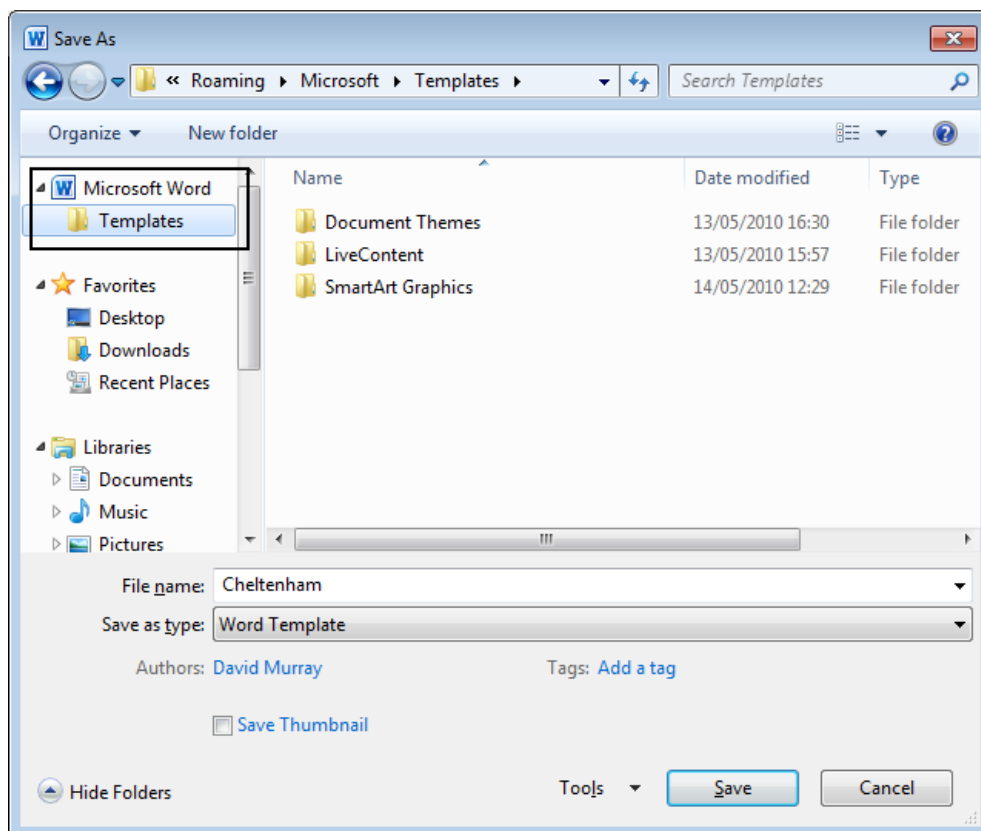 Save As
« Roaming Microsoft Templates
Search Templates
Organize New folder
Microsoft Word
Templates
Favorites
Desktop
Downloads
Recent Places
Libraries
Documents
Music
Pictures
Name Date modified Type
Document Themes 13/05/2010 16:30 File folder
LiveContent 13/05/2010 15:57 File folder
SmartArt Graphics 14/05/2010 12:29 File folder
File name: Cheltenham
Save as type: Word Template
Authors: David Murray Tags: Add a tag
Save Thumbnail
Hide Folders Tools Save Cancel